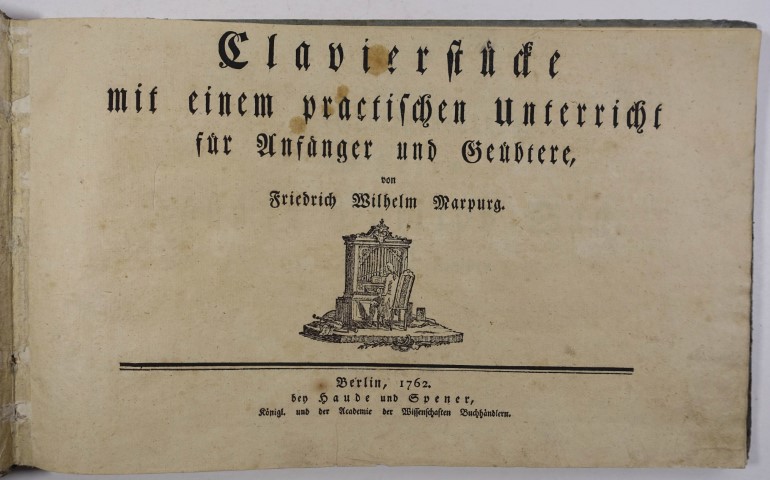 Clavierstücke
mit einem practischen Unterricht
für Anfänger und Geübtere,
von
Friedrich Wilhelm Marpurg.
Berlin, 1762.
bey Haude und Spener,
Königl. und der Academie der Wissenschaften Buchhändlern.